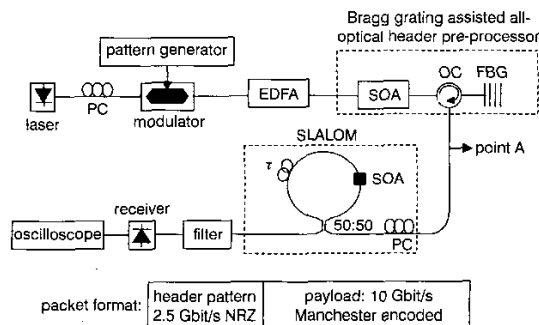 Bragg grating assisted all-
optical header pre-processor
pattern generator
OC FBG
PC
EDFA
SOA
laser
modulator
SLALOM
point A
τ
SOA
receiver
50:50
oscilloscope
filter
PC
packet format:
header pattern
2.5 Gbit/s NRZ
payload: 10 Gbit/s
Manchester encoded